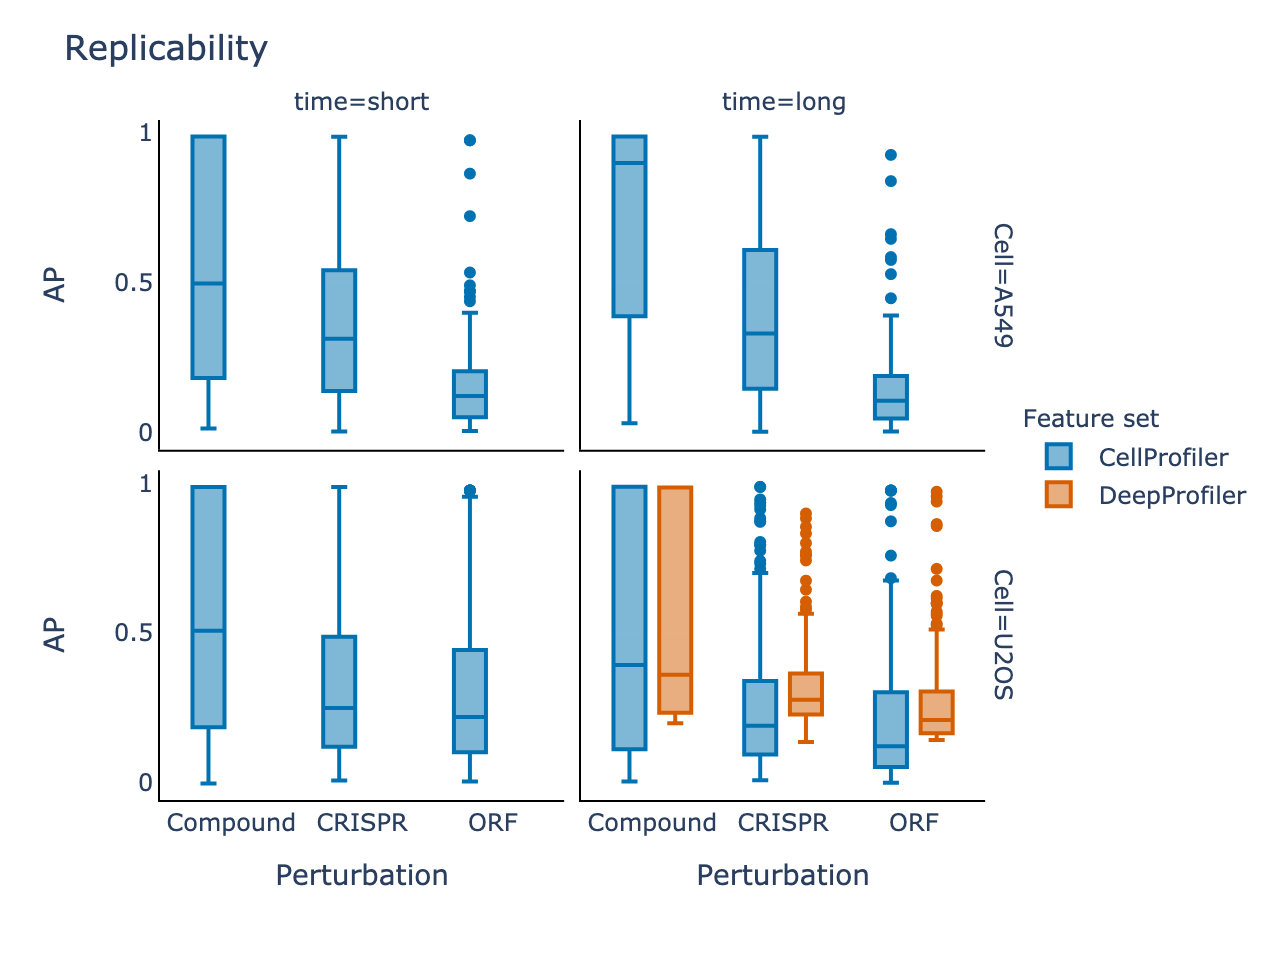 Replicability
time=short
time=long
1
0.5
0
AP
Cell=A549
1
0.5
0
AP
Cell=U2OS
Compound
CRISPR
ORF
Compound
CRISPR
ORF
Perturbation
Perturbation
Feature set
CellProfiler
DeepProfiler